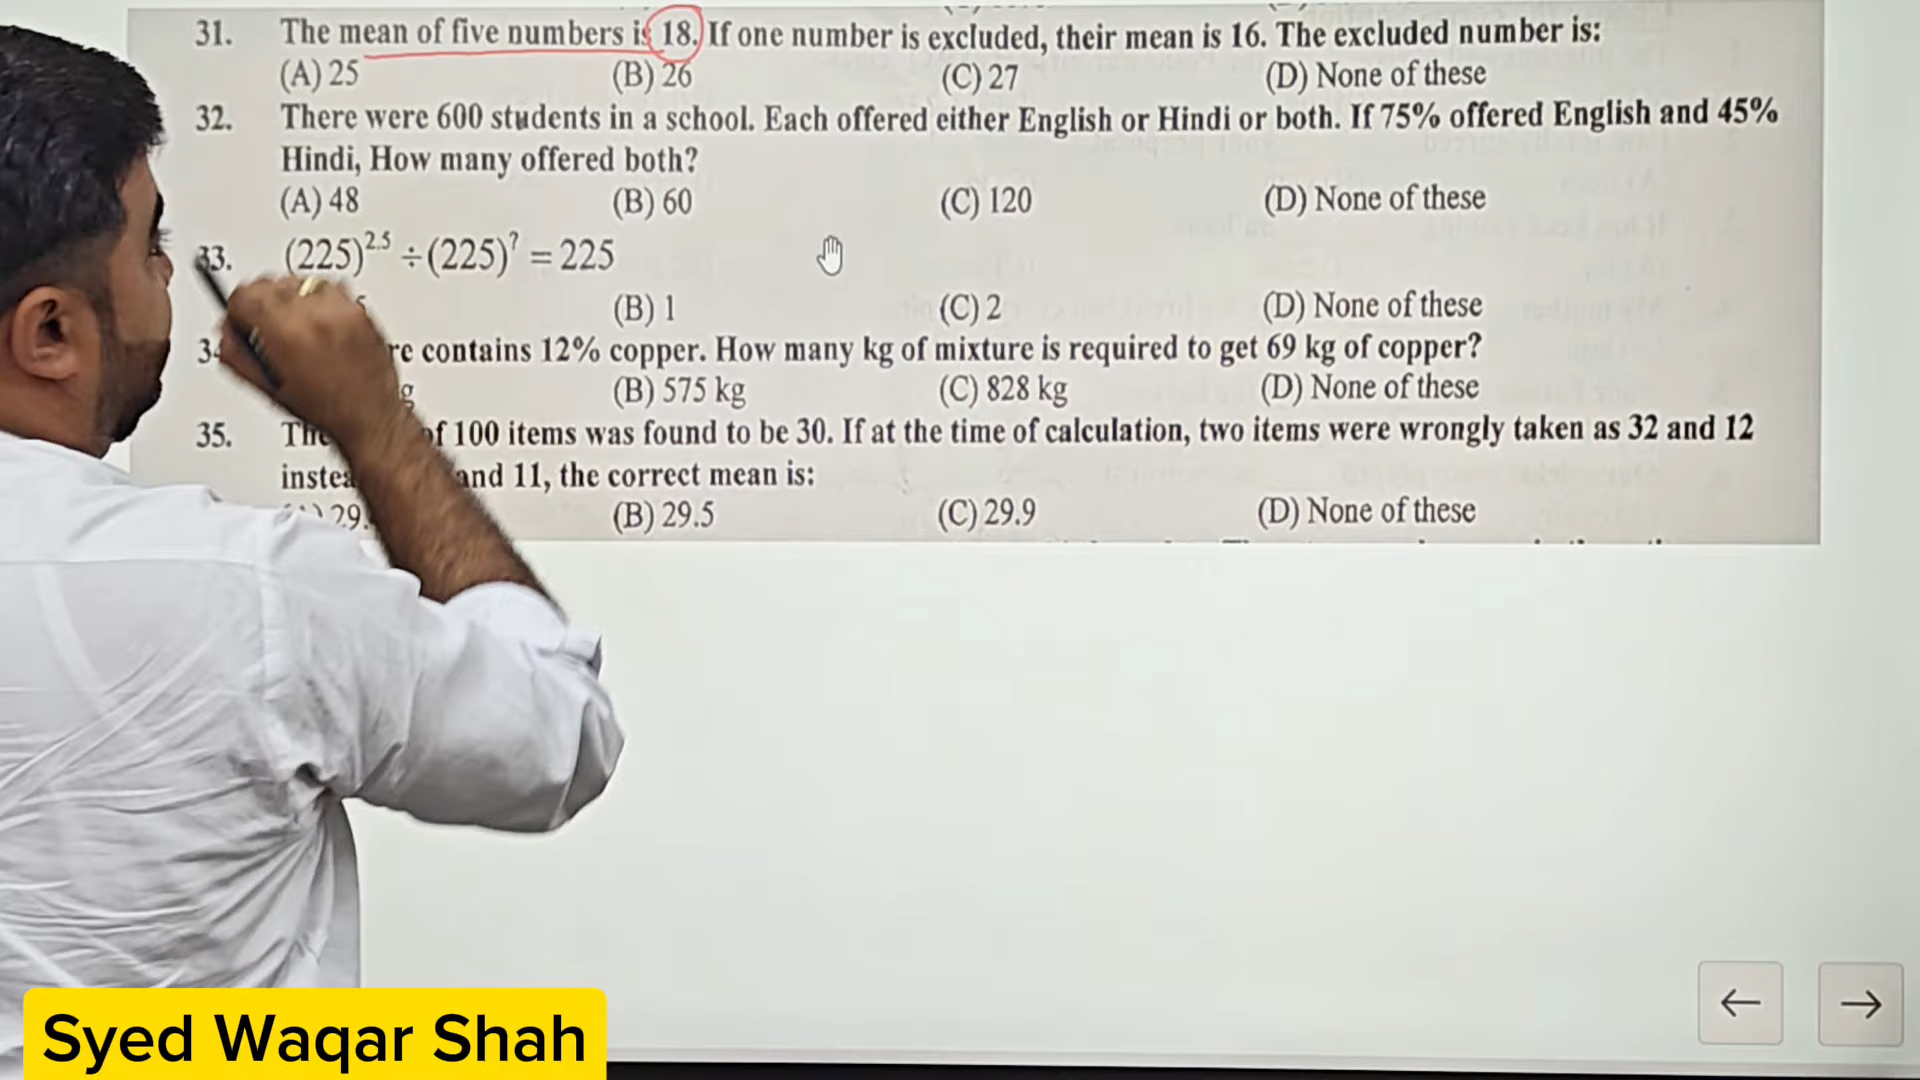 31. The mean of five numbers is 18. If one number is excluded, their mean is 16. The excluded number is:
(A) 25 (B) 26 (C) 27 (D) None of these
32. There were 600 students in a school. Each offered either English or Hindi or both. If 75% offered English and 45%
Hindi, How many offered both?
(A) 48 (B) 60 (C) 120 (D) None of these
33. (225)^2.5 ÷ (225)^? = 225
(B) 1 (C) 2 (D) None of these
contains 12% copper. How many kg of mixture is required to get 69 kg of copper?
(B) 575 kg (C) 828 kg (D) None of these
35. 100 items was found to be 30. If at the time of calculation, two items were wrongly taken as 32 and 12
and 11, the correct mean is:
(B) 29.5 (C) 29.9 (D) None of these
Syed Waqar Shah